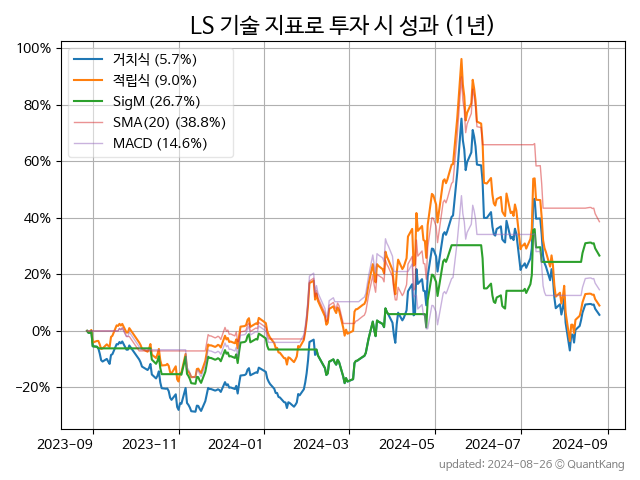 LS 기술 지표로 투자 시 성과 (1년)
100%
80%
60%
40%
20%
0%
−20%
거치식 (5.7%)
적립식 (9.0%)
SigM (26.7%)
SMA(20) (38.8%)
MACD (14.6%)
2023−09
2023−11
2024−01
2024−03
2024−05
2024−07
2024−09
updated: 2024-08-26 © QuantKang